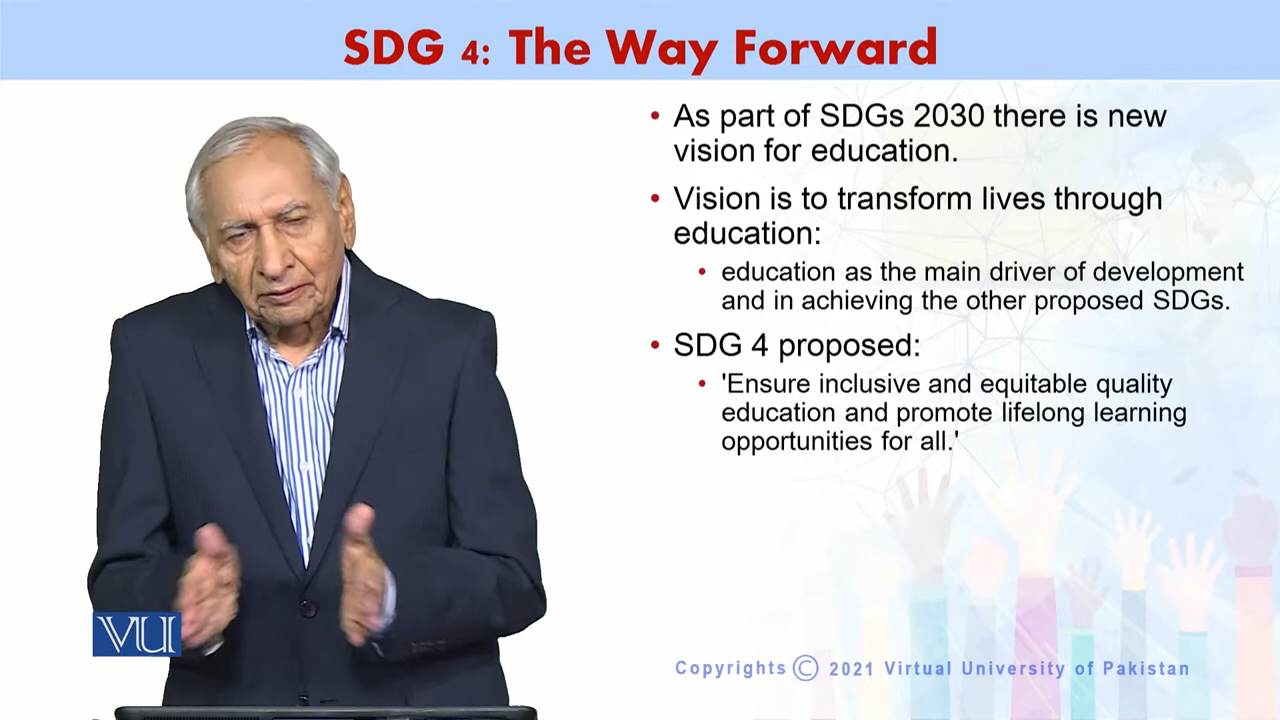 SDG 4: The Way Forward
• As part of SDGs 2030 there is new
vision for education.
• Vision is to transform lives through
education:
• education as the main driver of development
and in achieving the other proposed SDGs.
• SDG 4 proposed:
• 'Ensure inclusive and equitable quality
education and promote lifelong learning
opportunities for all.'
VU
Copyrights © 2021 Virtual University of Pakistan